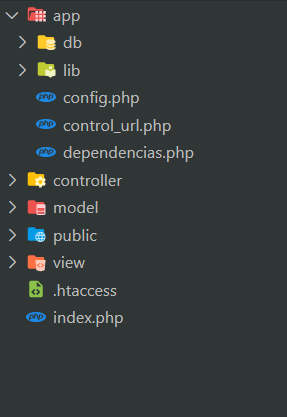 app
db
lib
php config.php
php control_url.php
php dependencias.php
controller
model
public
view
.htaccess
php index.php